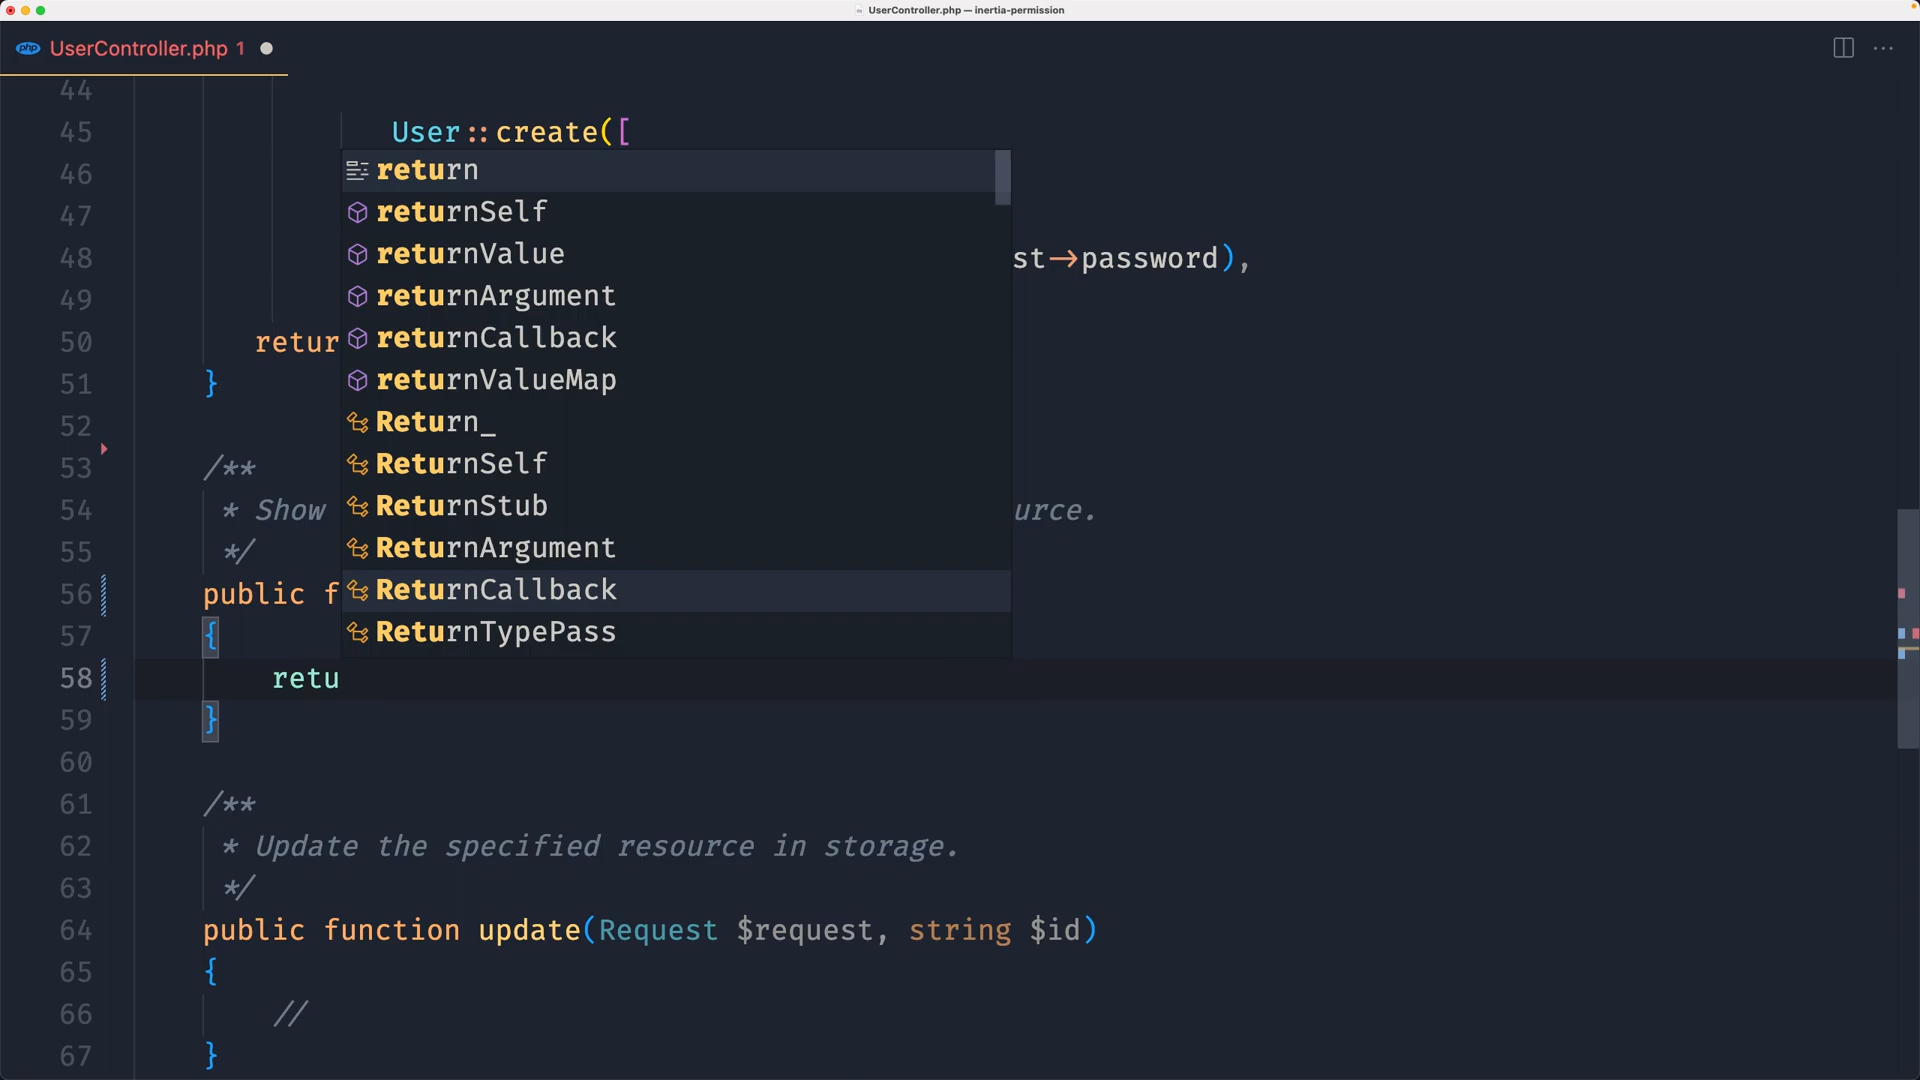 UserController.php — inertia-permission
php UserController.php 1
44
45 User::create([
46 return
47 returnSelf
returnValue
48 st->password),
49 returnArgument
50 retur returnCallback
51 } returnValueMap
52 Return_
53 /** ReturnSelf
54 * Show ReturnStub urce.
55 */ ReturnArgument
56 public f ReturnCallback
57 { ReturnTypePass
58 retu
59 }
60
61 /**
62 * Update the specified resource in storage.
63 */
64 public function update(Request $request, string $id)
65 {
66 //
67 }